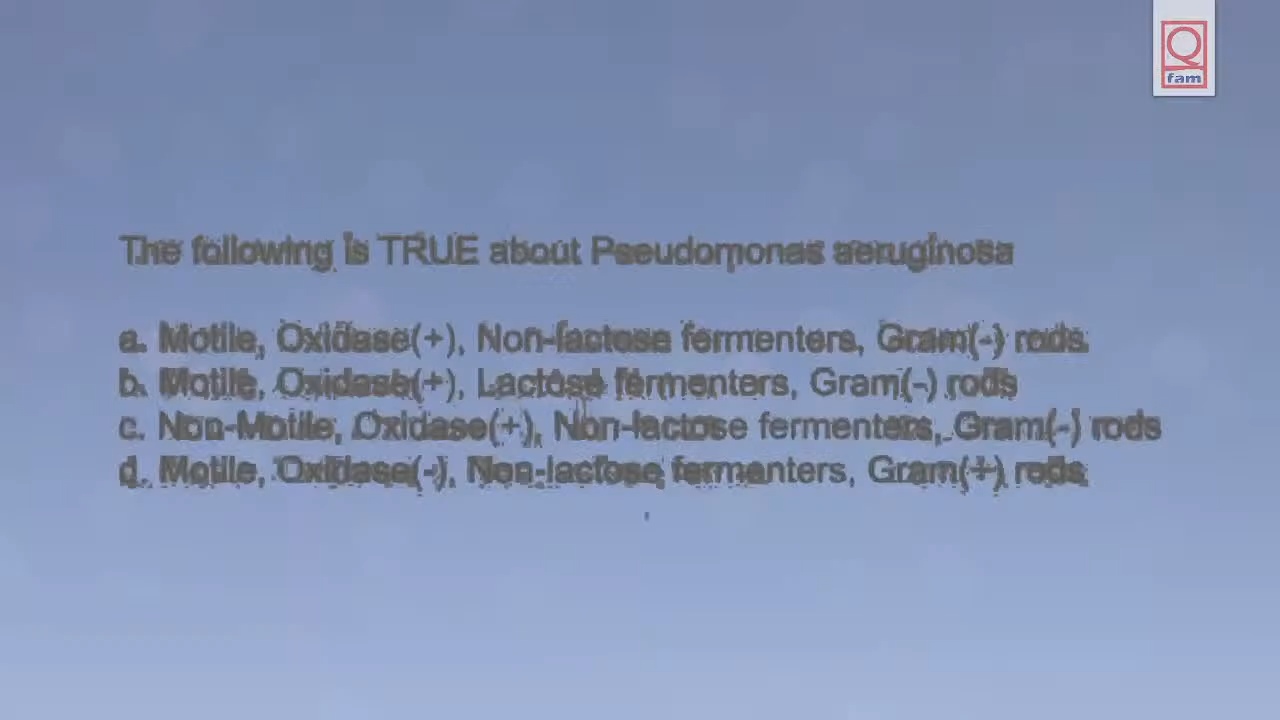 Q
fam
The following is TRUE about Pseudomonas aeruginosa
a. Motile, Oxidase(+), Non-lactose fermenters, Gram(-) rods.
b. Motile, Oxidase(+), Lactose fermenters, Gram(-) rods
c. Non-Motile, Oxidase(+), Non-lactose fermenters, Gram(-) rods
d. Motile, Oxidase(-), Non-lactose fermenters, Gram(+) rods